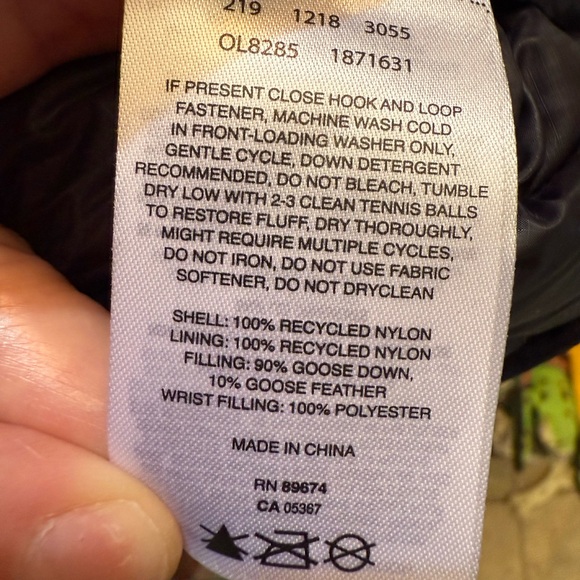 219 1218 3055
OL8285 1871631
IF PRESENT CLOSE HOOK AND LOOP
FASTENER, MACHINE WASH COLD
IN FRONT-LOADING WASHER ONLY,
GENTLE CYCLE, DOWN DETERGENT
RECOMMENDED, DO NOT BLEACH, TUMBLE
DRY LOW WITH 2-3 CLEAN TENNIS BALLS
TO RESTORE FLUFF, DRY THOROUGHLY,
MIGHT REQUIRE MULTIPLE CYCLES,
DO NOT IRON, DO NOT USE FABRIC
SOFTENER, DO NOT DRYCLEAN
SHELL: 100% RECYCLED NYLON
LINING: 100% RECYCLED NYLON
FILLING: 90% GOOSE DOWN,
10% GOOSE FEATHER
WRIST FILLING: 100% POLYESTER
MADE IN CHINA
RN 89674
CA 05367